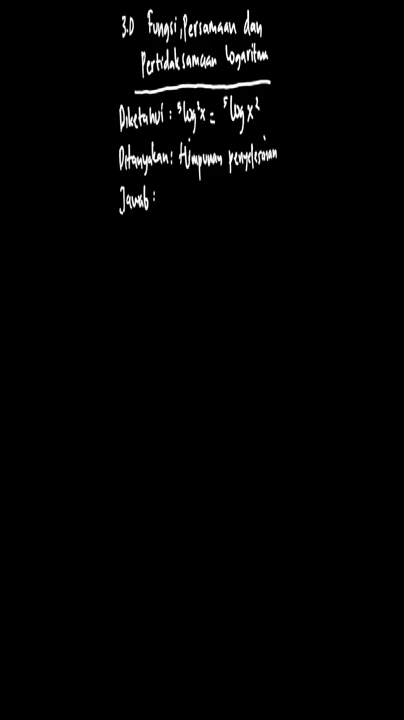 3.D Fungsi, Persamaan dan
Pertidaksamaan logaritma
Diketahui : ⁵log²x = ⁵log x²
Ditanyakan : Himpunan penyelesaian
Jawab :